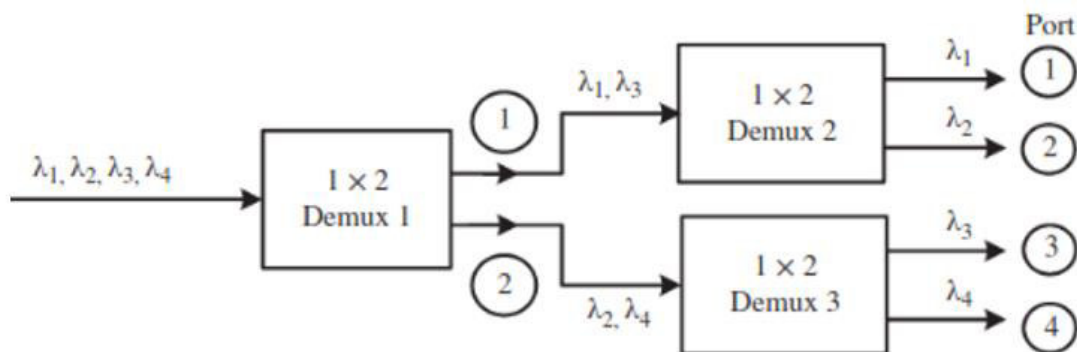 Port
λ1, λ2, λ3, λ4
1 × 2
Demux 1
1
2
λ1, λ3
λ2, λ4
1 × 2
Demux 2
λ1
1
λ2
2
1 × 2
Demux 3
λ3
3
λ4
4